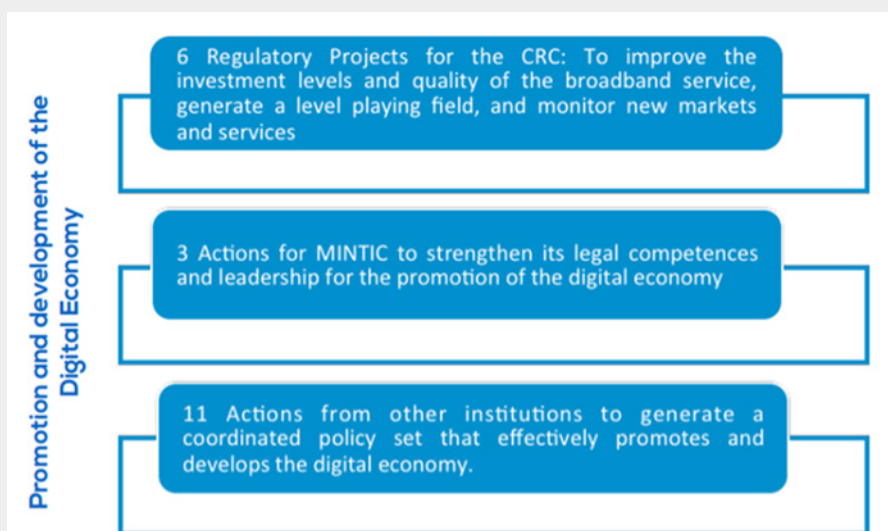 Promotion and development of the
Digital Economy
6 Regulatory Projects for the CRC: To improve the
investment levels and quality of the broadband service,
generate a level playing field, and monitor new markets
and services
3 Actions for MINTIC to strengthen its legal competences
and leadership for the promotion of the digital economy
11 Actions from other institutions to generate a
coordinated policy set that effectively promotes and
develops the digital economy.